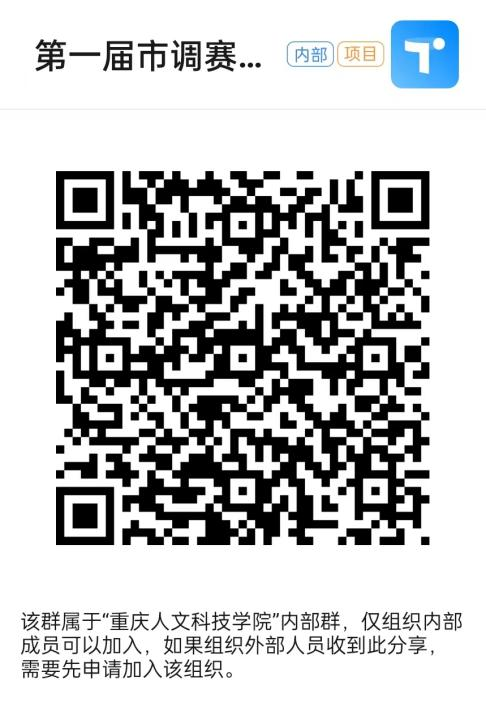 第一届市调赛...
内部
项目
该群属于“重庆人文科技学院”内部群，仅组织内部
成员可以加入，如果组织外部人员收到此分享，
需要先申请加入该组织。